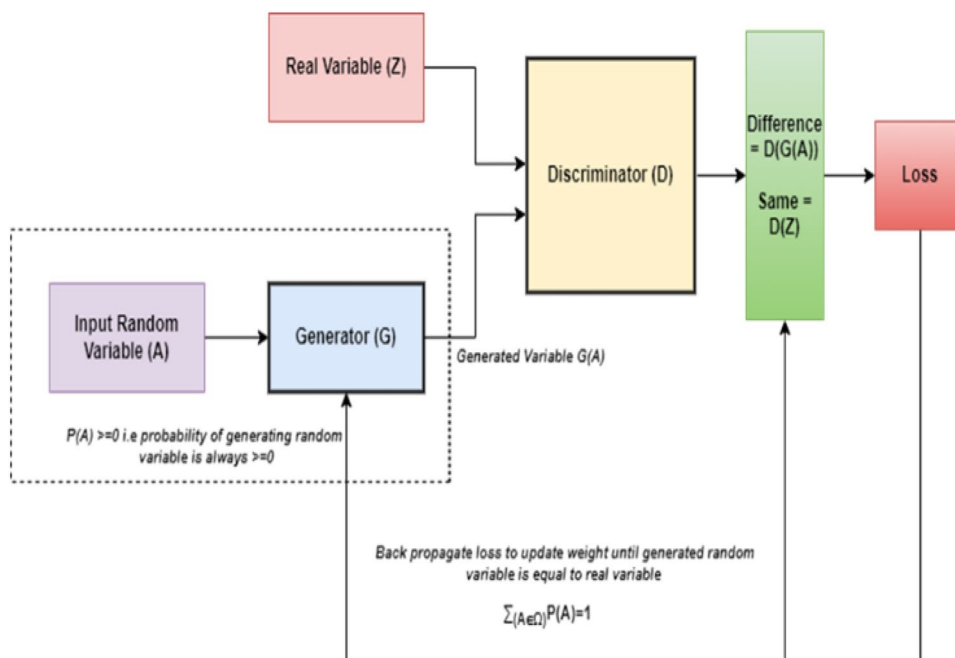 Real Variable (Z)
Discriminator (D)
Difference
= D(G(A))
Same =
D(Z)
Loss
Input Random
Variable (A)
Generator (G)
Generated Variable G(A)
P(A) >=0 i.e probability of generating random
variable is always >=0
Back propagate loss to update weight until generated random
variable is equal to real variable
∑(A∈Ω)P(A)=1